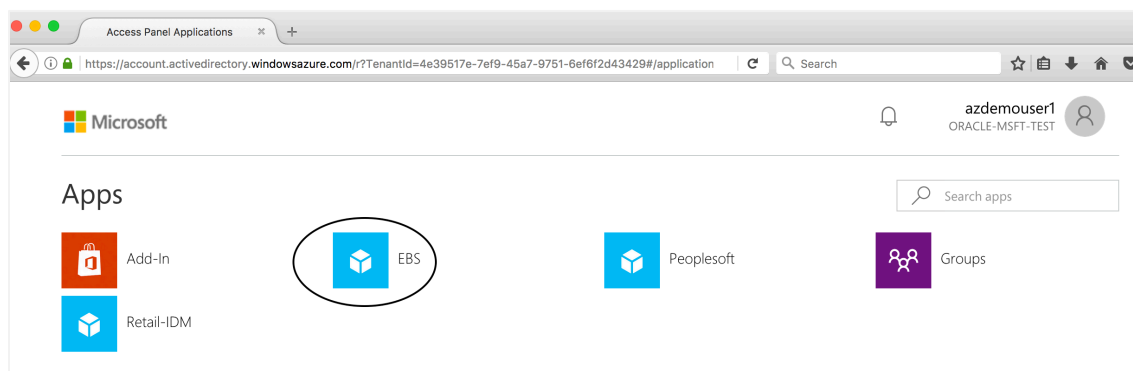 Access Panel Applications
https://account.activedirectory.windowsazure.com/r?TenantId=4e39517e-7ef9-45a7-9751-6ef6f2d43429#/application
Search
Microsoft
azdemouser1
ORACLE-MSFT-TEST
Apps
Search apps
Add-In
EBS
Peoplesoft
Groups
Retail-IDM